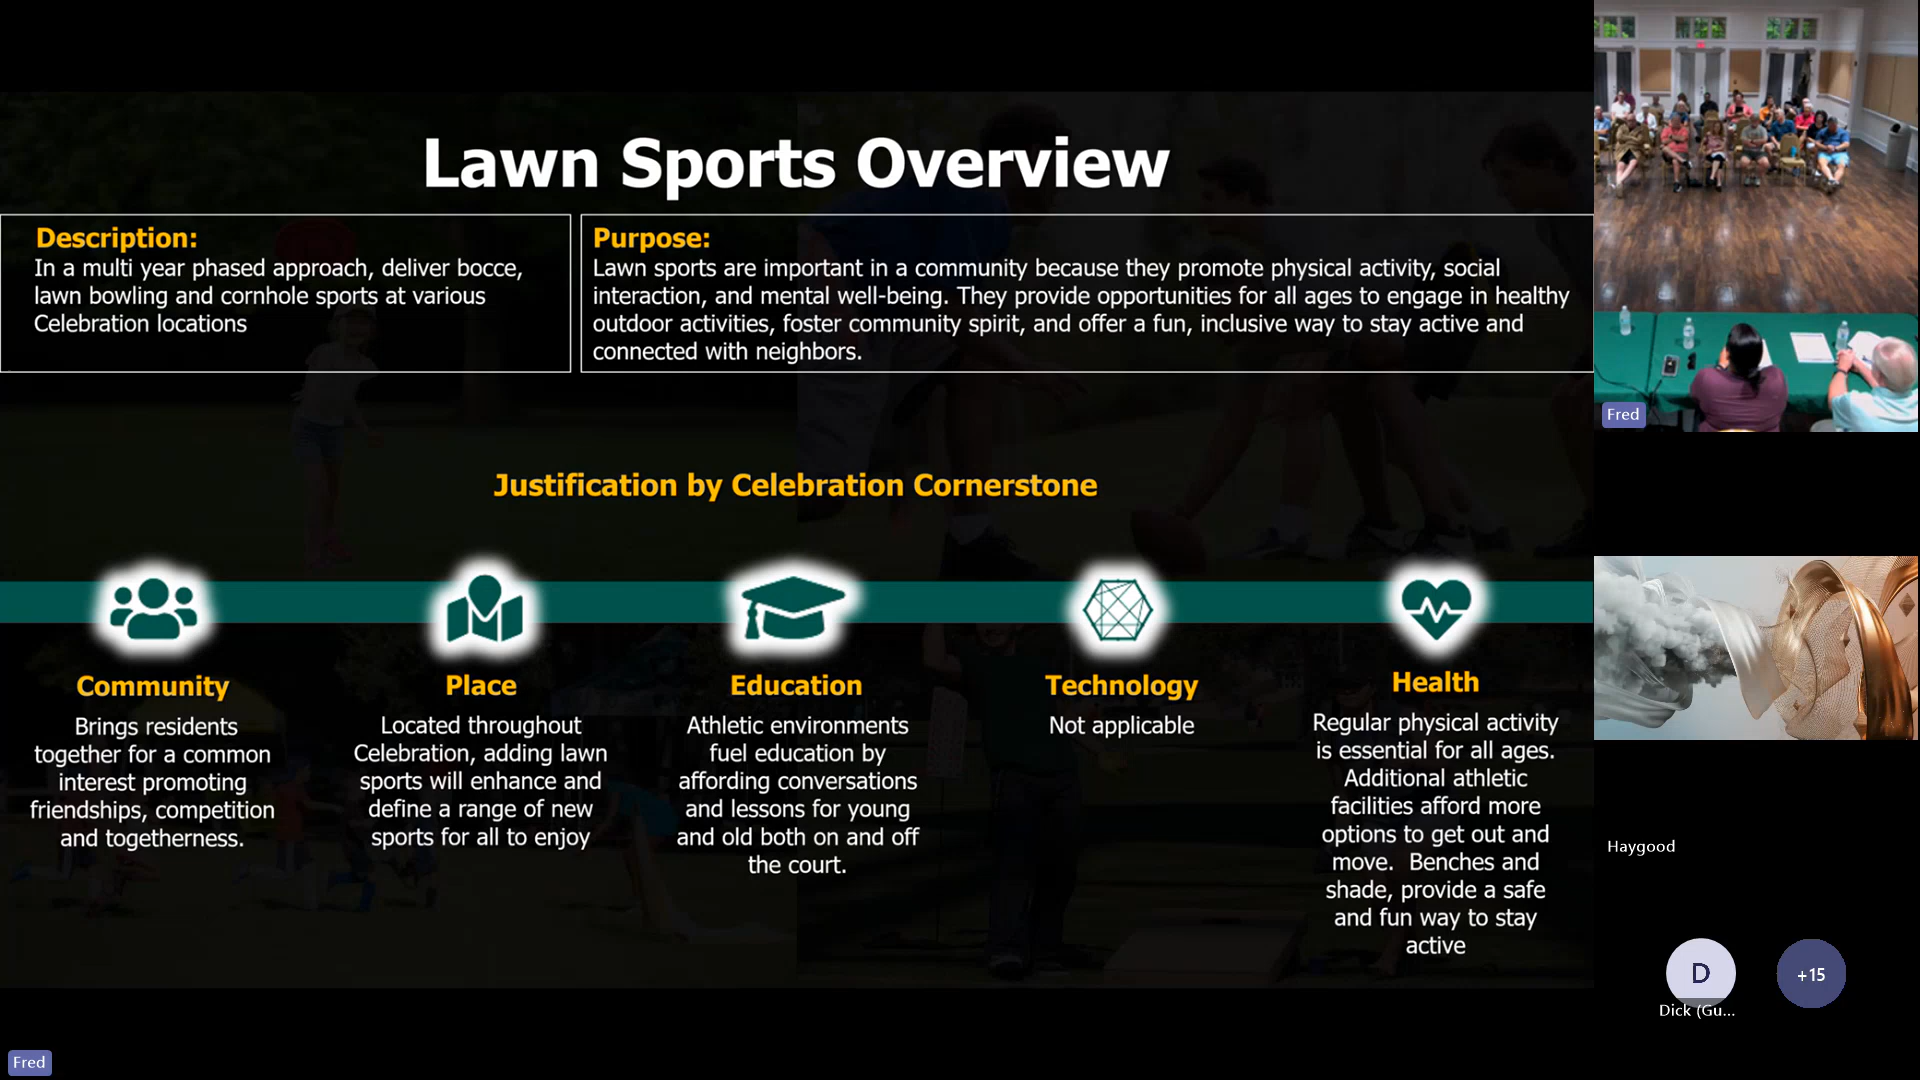 Lawn Sports Overview
Description:
In a multi year phased approach, deliver bocce,
lawn bowling and cornhole sports at various
Celebration locations
Purpose:
Lawn sports are important in a community because they promote physical activity, social
interaction, and mental well-being. They provide opportunities for all ages to engage in healthy
outdoor activities, foster community spirit, and offer a fun, inclusive way to stay active and
connected with neighbors.
Justification by Celebration Cornerstone
Community
Brings residents
together for a common
interest promoting
friendships, competition
and togetherness.
Place
Located throughout
Celebration, adding lawn
sports will enhance and
define a range of new
sports for all to enjoy
Education
Athletic environments
fuel education by
affording conversations
and lessons for young
and old both on and off
the court.
Technology
Not applicable
Health
Regular physical activity
is essential for all ages.
Additional athletic
facilities afford more
options to get out and
move.  Benches and
shade, provide a safe
and fun way to stay
active
Fred
Fred
Haygood
D
Dick (Gu...
+15